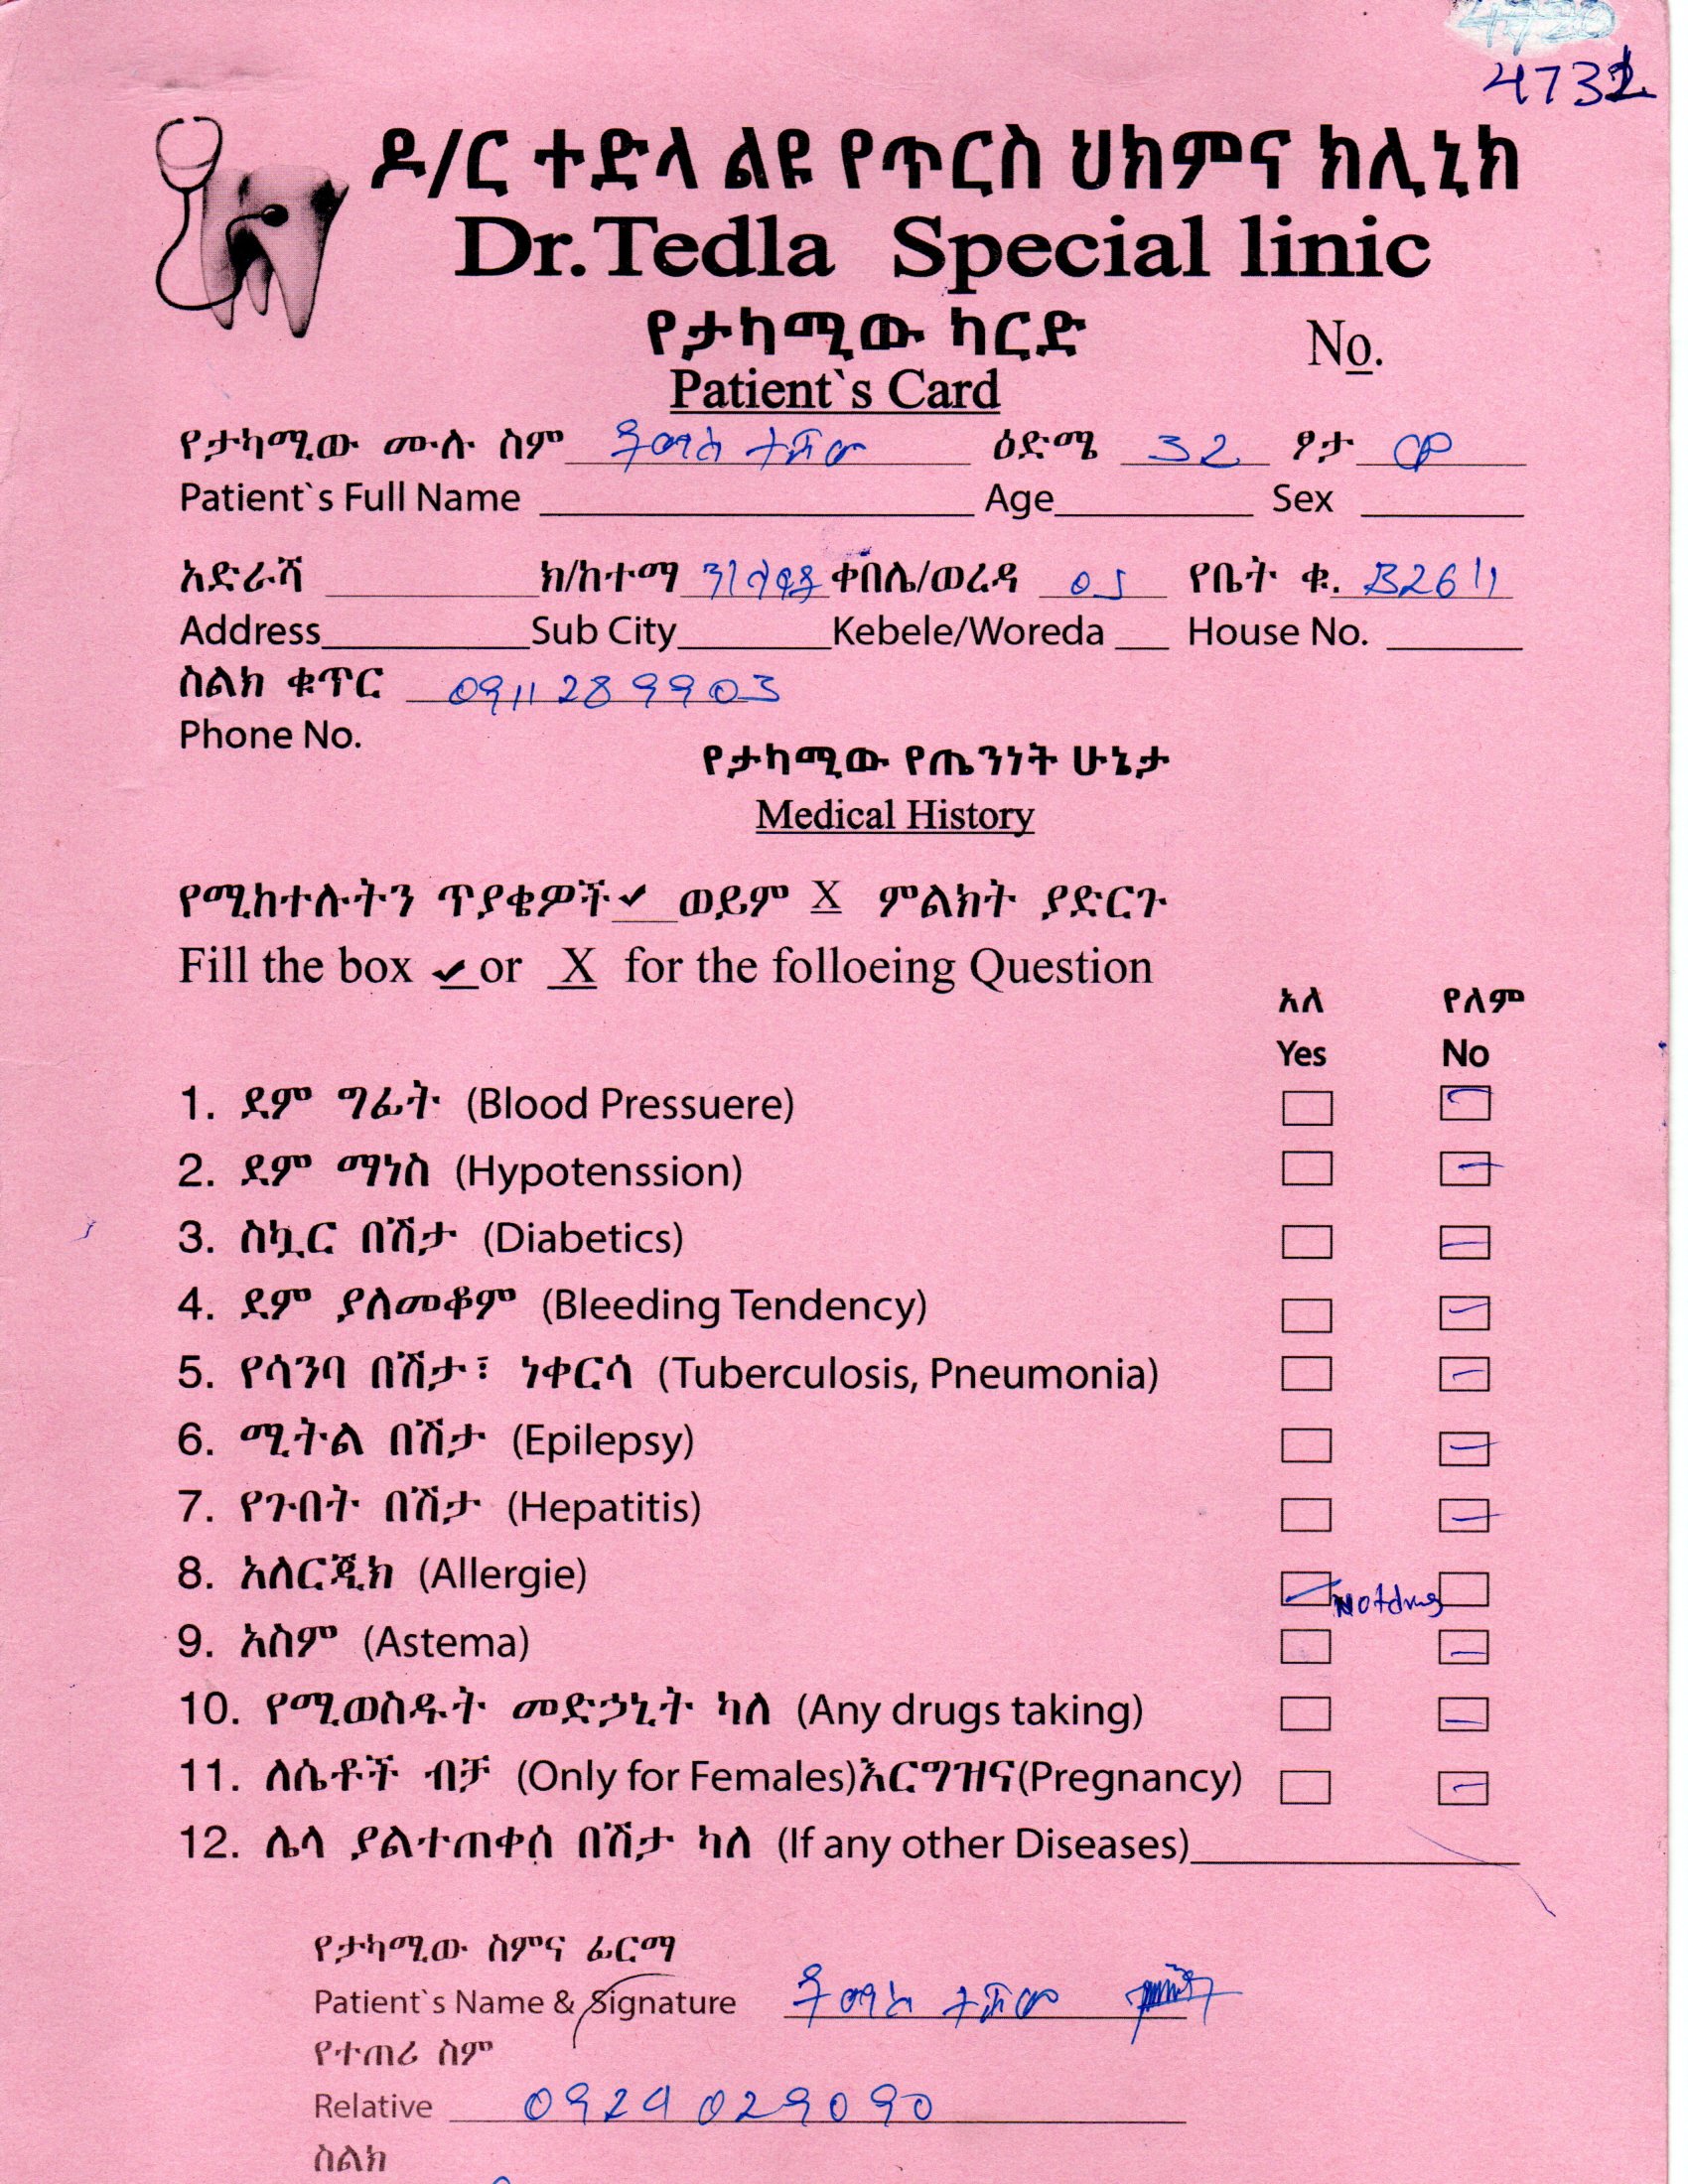 4732
ዶ/ር ተድላ ልዩ የጥርስ ህክምና ክሊኒክ
Dr.Tedla Special linic
የታካሚው ካርድ
No.
Patient`s Card
የታካሚው ሙሉ ስም ቶማስ ተሾመ ዕድሜ 32 ፆታ ወ
Patient`s Full Name Age Sex
አድራሻ ክ/ከተማ ቀበሌ/ወረዳ 05 የቤት ቁ. B2611
Address Sub City Kebele/Woreda House No.
ስልክ ቁጥር 0911289903
Phone No.
የታካሚው የጤንነት ሁኔታ
Medical History
የሚከተሉትን ጥያቄዎች ✓ ወይም X ምልክት ያድርጉ
Fill the box ✓ or X for the folloeing Question
አለ የለም
Yes No
1. ደም ግፊት (Blood Pressuere)
2. ደም ማነስ (Hypotenssion)
3. ስኳር በሽታ (Diabetics)
4. ደም ያለመቆም (Bleeding Tendency)
5. የሳንባ በሽታ፣ ነቀርሳ (Tuberculosis, Pneumonia)
6. ሚትል በሽታ (Epilepsy)
7. የጉበት በሽታ (Hepatitis)
8. አለርጂክ (Allergie) Not drug
9. አስም (Astema)
10. የሚወስዱት መድኃኒት ካለ (Any drugs taking)
11. ለሴቶች ብቻ (Only for Females)እርግዝና(Pregnancy)
12. ሌላ ያልተጠቀሰ በሽታ ካለ (If any other Diseases)
የታካሚው ስምና ፊርማ
Patient`s Name & Signature ቶማስ ተሾመ
የተጠሪ ስም
Relative 0929029090
ስልክ